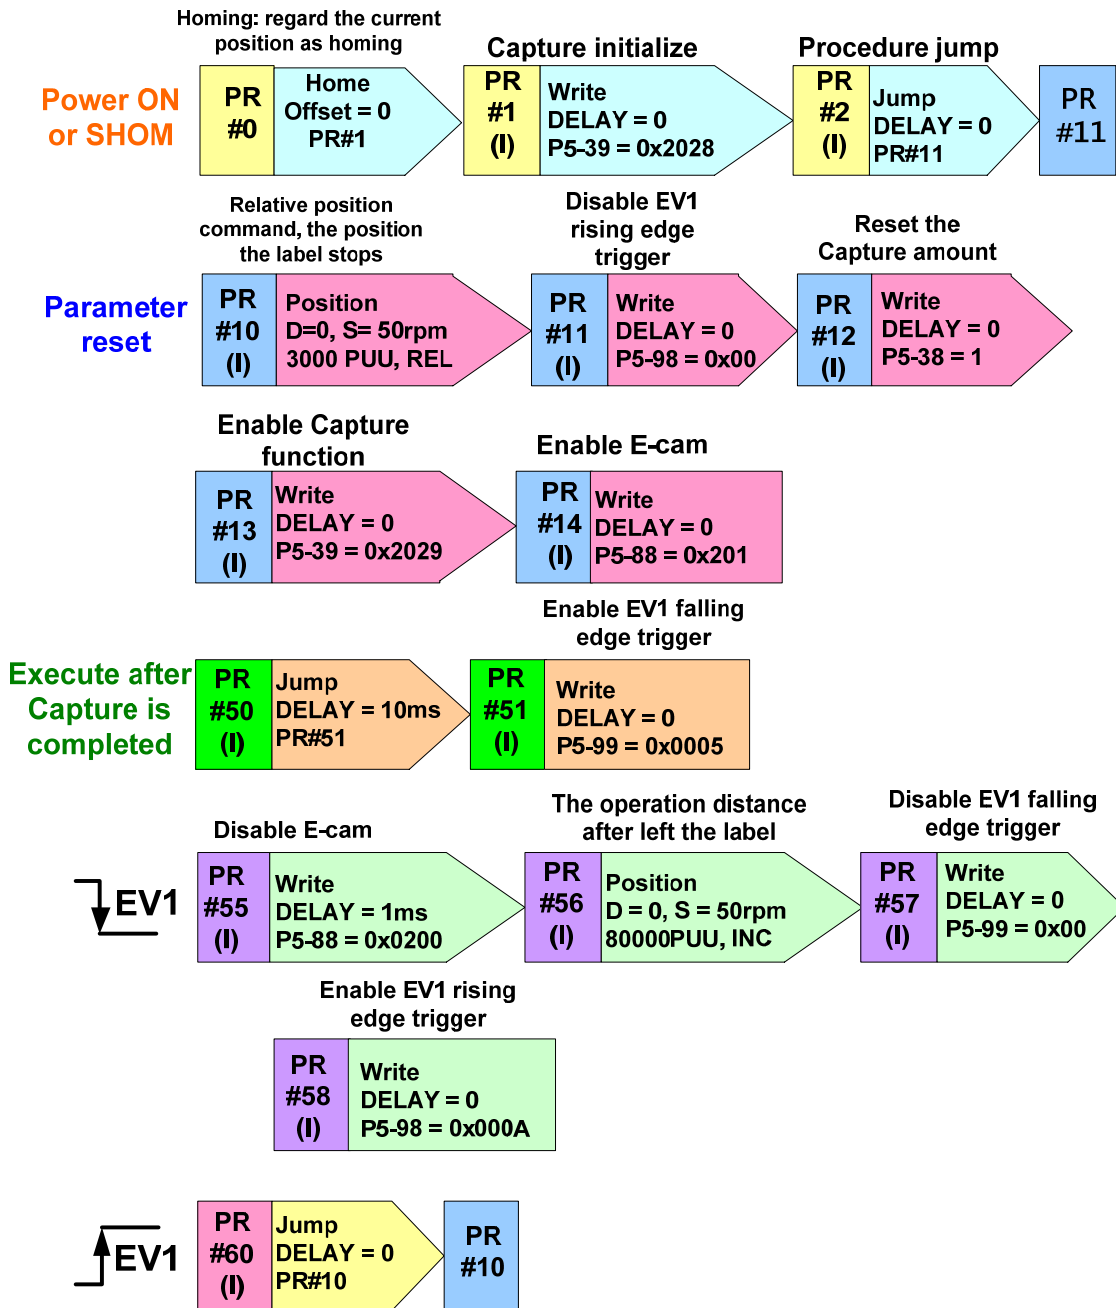 Homing: regard the current
position as homing
Capture initialize
Procedure jump
Power ON
or SHOM
PR
#0
Home
Offset = 0
PR#1
PR
#1
(I)
Write
DELAY = 0
P5-39 = 0x2028
PR
#2
(I)
Jump
DELAY = 0
PR#11
PR
#11
Relative position
command, the position
the label stops
Disable EV1
rising edge
trigger
Reset the
Capture amount
Parameter
reset
PR
#10
(I)
Position
D=0, S= 50rpm
3000 PUU, REL
PR
#11
(I)
Write
DELAY = 0
P5-98 = 0x00
PR
#12
(I)
Write
DELAY = 0
P5-38 = 1
Enable Capture
function
Enable E-cam
PR
#13
(I)
Write
DELAY = 0
P5-39 = 0x2029
PR
#14
(I)
Write
DELAY = 0
P5-88 = 0x201
Enable EV1 falling
edge trigger
Execute after
Capture is
completed
PR
#50
(I)
Jump
DELAY = 10ms
PR#51
PR
#51
(I)
Write
DELAY = 0
P5-99 = 0x0005
Disable E-cam
The operation distance
after left the label
Disable EV1 falling
edge trigger
EV1
PR
#55
(I)
Write
DELAY = 1ms
P5-88 = 0x0200
PR
#56
(I)
Position
D = 0, S = 50rpm
80000PUU, INC
PR
#57
(I)
Write
DELAY = 0
P5-99 = 0x00
Enable EV1 rising
edge trigger
PR
#58
(I)
Write
DELAY = 0
P5-98 = 0x000A
EV1
PR
#60
(I)
Jump
DELAY = 0
PR#10
PR
#10